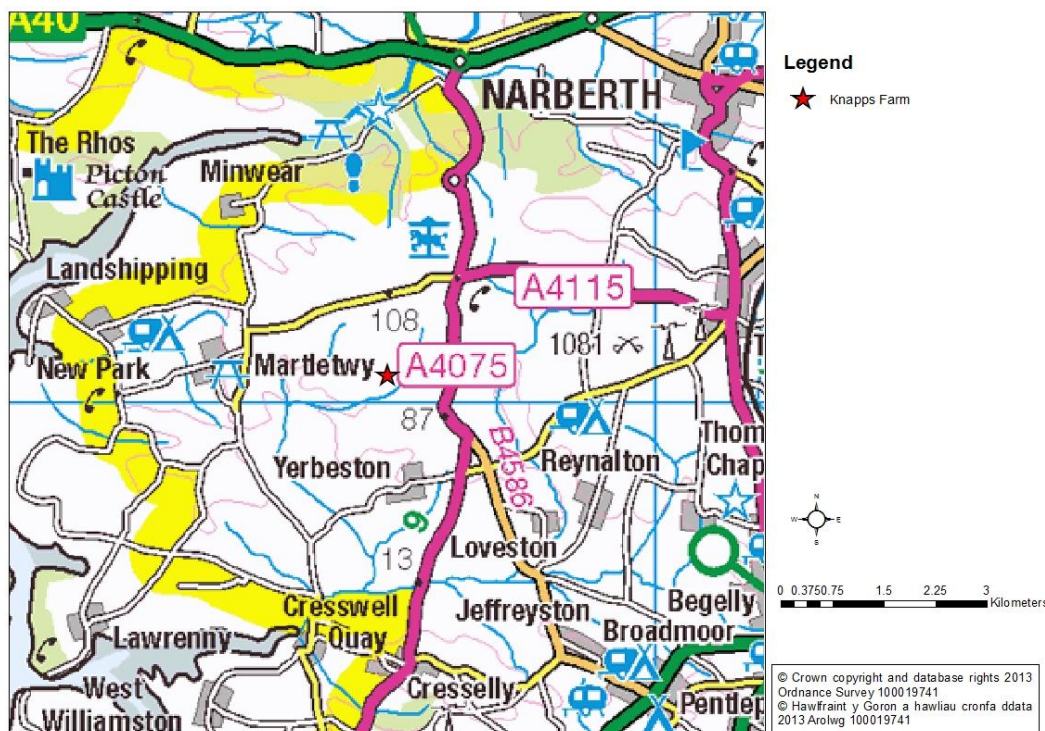 A40
NARBERTH
The Rhos
Picton
Castle
Minwear
Landshipping
A4115
108
1081
New Park
Martletwy
A4075
87
Thom
Chap
Yerbeston
B4586
Reynalton
9
13
Loveston
Cresswell
Quay
Jeffreyston
Begelly
Lawrenny
Broadmoor
West
Williamston
Cresselly
Pentlep
Legend
Knapps Farm
N
W
E
S
0 0.375 0.75 1.5 2.25 3
Kilometers
© Crown copyright and database rights 2013
Ordnance Survey 100019741
© Hawlfraint y Goron a hawliau cronfa ddata
2013 Arolwg 100019741